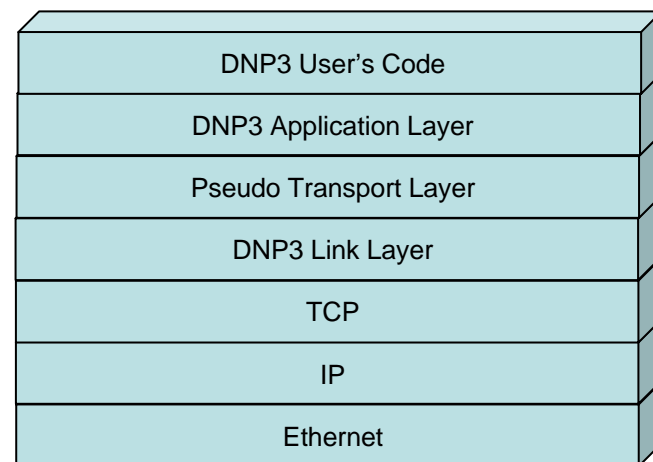 DNP3 User's Code
DNP3 Application Layer
Pseudo Transport Layer
DNP3 Link Layer
TCP
IP
Ethernet